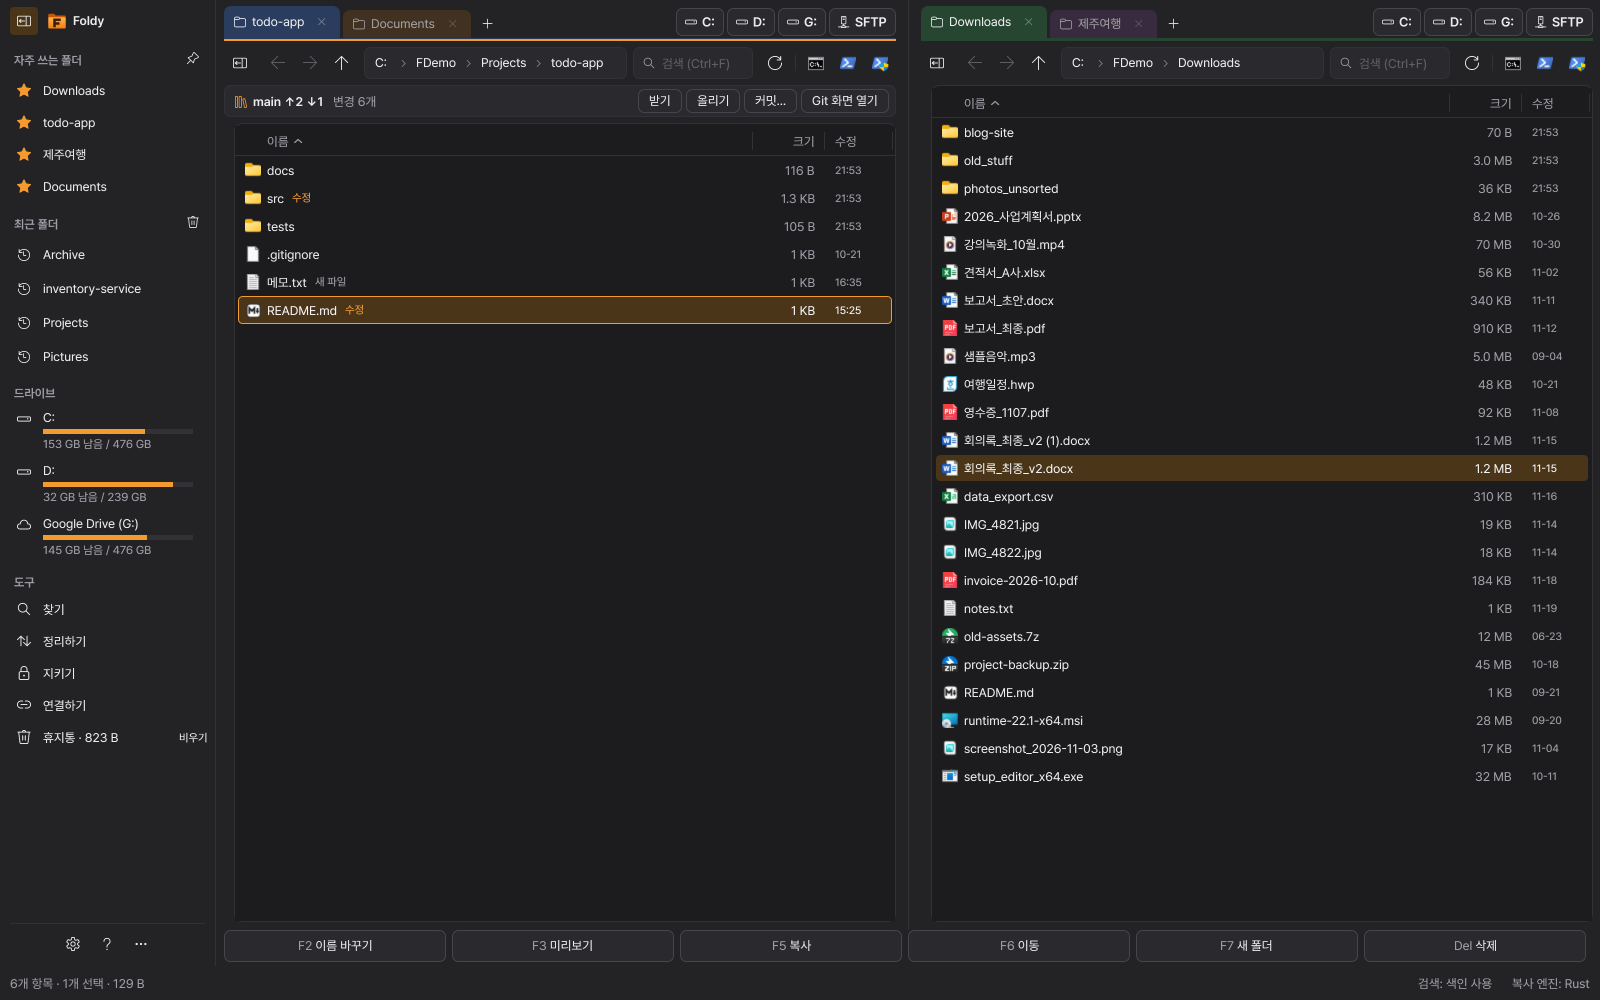 Foldy
자주 쓰는 폴더
Downloads
todo-app
제주여행
Documents
최근 폴더
Archive
inventory-service
Projects
Pictures
드라이브
C:
153 GB 남음 / 476 GB
D:
32 GB 남음 / 239 GB
Google Drive (G:)
145 GB 남음 / 476 GB
도구
찾기
정리하기
지키기
연결하기
휴지통 · 823 B 비우기
todo-app Documents C: D: G: SFTP
C: FDemo Projects todo-app 검색 (Ctrl+F)
main ↑2 ↓1 변경 6개 받기 올리기 커밋... Git 화면 열기
이름 크기 수정
docs 116 B 21:53
src 수정 1.3 KB 21:53
tests 105 B 21:53
.gitignore 1 KB 10-21
메모.txt 새 파일 1 KB 16:35
README.md 수정 1 KB 15:25
Downloads 제주여행 C: D: G: SFTP
C: FDemo Downloads 검색 (Ctrl+F)
이름 크기 수정
blog-site 70 B 21:53
old_stuff 3.0 MB 21:53
photos_unsorted 36 KB 21:53
2026_사업계획서.pptx 8.2 MB 10-26
강의녹화_10월.mp4 70 MB 10-30
견적서_A사.xlsx 56 KB 11-02
보고서_초안.docx 340 KB 11-11
보고서_최종.pdf 910 KB 11-12
샘플음악.mp3 5.0 MB 09-04
여행일정.hwp 48 KB 10-21
영수증_1107.pdf 92 KB 11-08
회의록_최종_v2 (1).docx 1.2 MB 11-15
회의록_최종_v2.docx 1.2 MB 11-15
data_export.csv 310 KB 11-16
IMG_4821.jpg 19 KB 11-14
IMG_4822.jpg 18 KB 11-14
invoice-2026-10.pdf 184 KB 11-18
notes.txt 1 KB 11-19
old-assets.7z 12 MB 06-23
project-backup.zip 45 MB 10-18
README.md 1 KB 09-21
runtime-22.1-x64.msi 28 MB 09-20
screenshot_2026-11-03.png 17 KB 11-04
setup_editor_x64.exe 32 MB 10-11
F2 이름 바꾸기 F3 미리보기 F5 복사 F6 이동 F7 새 폴더 Del 삭제
6개 항목 · 1개 선택 · 129 B 검색: 색인 사용 복사 엔진: Rust